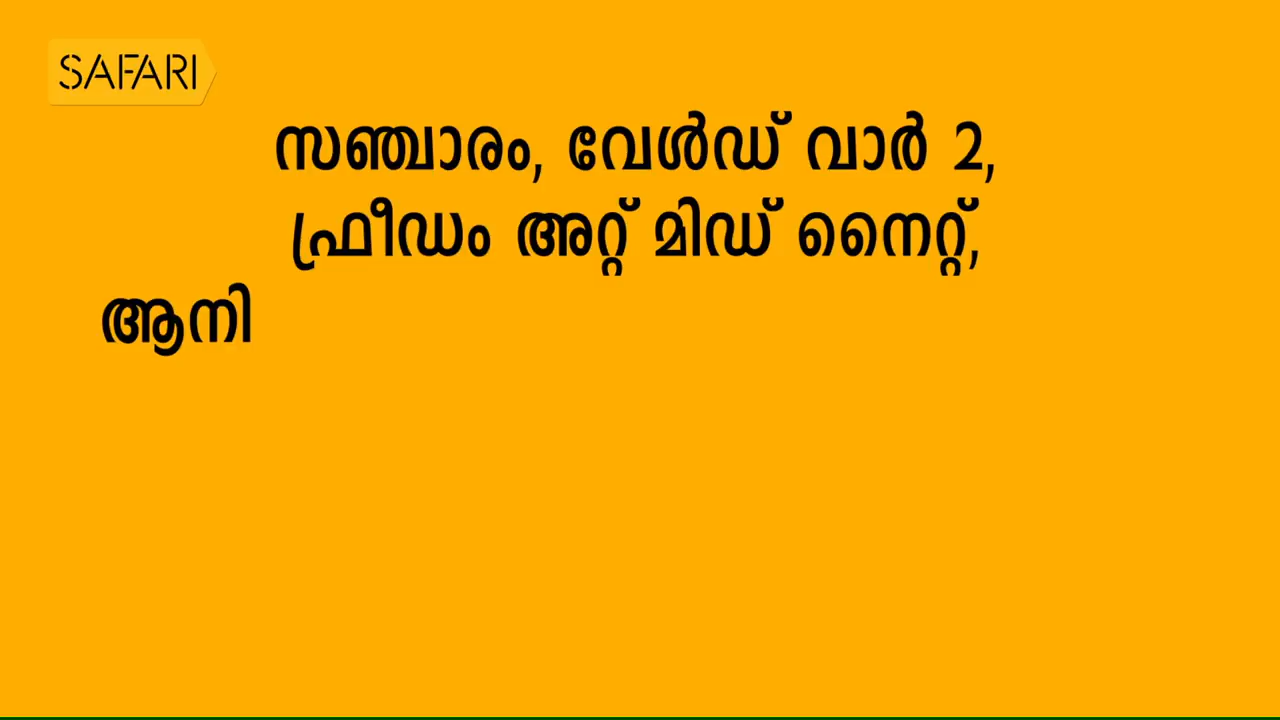 SAFARI
സഞ്ചാരം, വേൾഡ് വാർ 2,
ഫ്രീഡം അറ്റ് മിഡ് നൈറ്റ്,
ആനി